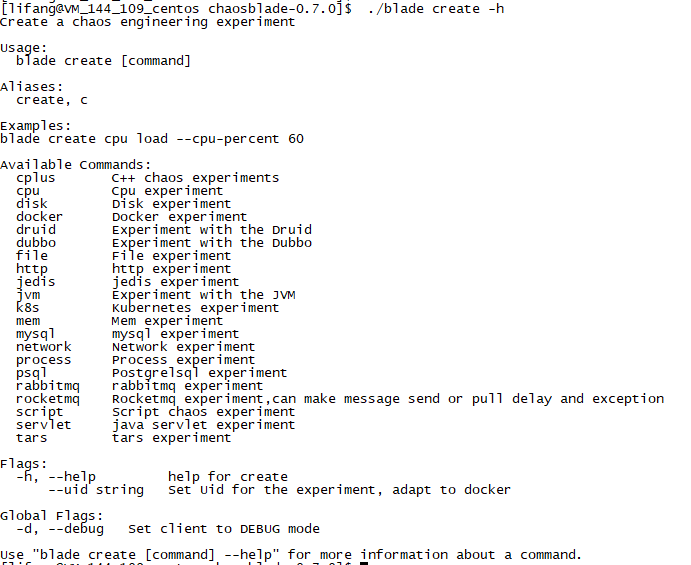 [lifang@VM_144_109_centos chaosblade-0.7.0]$  ./blade create -h
Create a chaos engineering experiment
Usage:
  blade create [command]
Aliases:
  create, c
Examples:
blade create cpu load --cpu-percent 60
Available Commands:
  cplus       C++ chaos experiments
  cpu         Cpu experiment
  disk        Disk experiment
  docker      Docker experiment
  druid       Experiment with the Druid
  dubbo       Experiment with the Dubbo
  file        File experiment
  http        http experiment
  jedis       jedis experiment
  jvm         Experiment with the JVM
  k8s         Kubernetes experiment
  mem         Mem experiment
  mysql       mysql experiment
  network     Network experiment
  process     Process experiment
  psql        Postgrelsql experiment
  rabbitmq    rabbitmq experiment
  rocketmq    Rocketmq experiment,can make message send or pull delay and exception
  script      Script chaos experiment
  servlet     java servlet experiment
  tars        tars experiment
Flags:
  -h, --help         help for create
      --uid string   Set Uid for the experiment, adapt to docker
Global Flags:
  -d, --debug   Set client to DEBUG mode
Use "blade create [command] --help" for more information about a command.
[lifang@VM_144_109_centos chaosblade-0.7.0]$